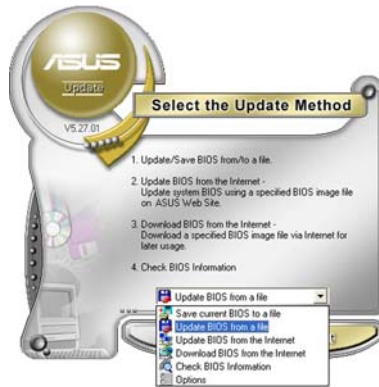 ASUS
Update
V5.27.01
Select the Update Method
1. Update/Save BIOS from/to a file.
2. Update BIOS from the Internet -
Update system BIOS using a specified BIOS image file
on ASUS Web Site.
3. Download BIOS from the Internet -
Download a specified BIOS image file via Internet for
later usage.
4. Check BIOS Information
Update BIOS from a file
Save current BIOS to a file
Update BIOS from a file
Update BIOS from the Internet
Download BIOS from the Internet
Check BIOS Information
Options